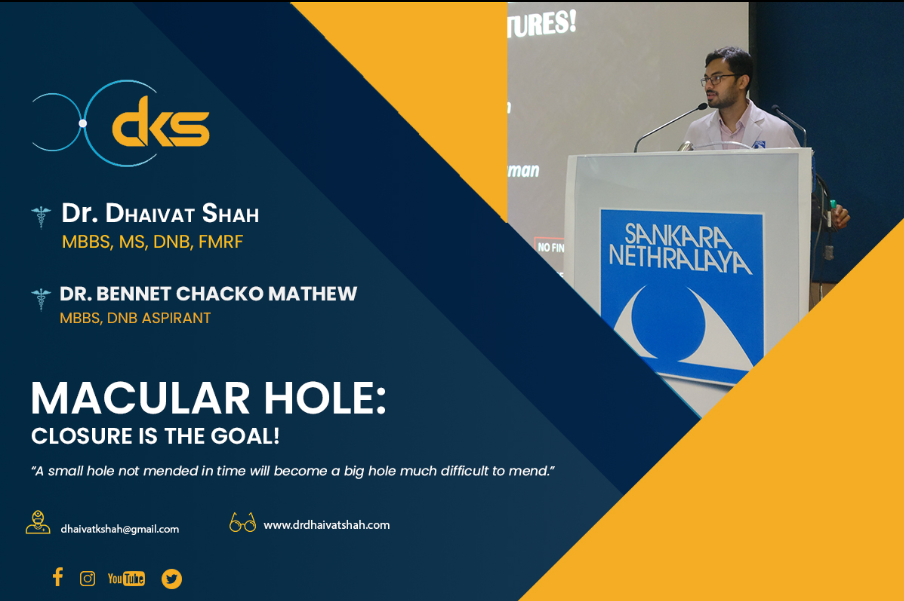 TURES!
dks
man
NO FIN
SANKARA
NETHRALAYA
Dr. Dhaivat Shah
MBBS, MS, DNB, FMRF
DR. BENNET CHACKO MATHEW
MBBS, DNB ASPIRANT
MACULAR HOLE:
CLOSURE IS THE GOAL!
“A small hole not mended in time will become a big hole much difficult to mend.”
dhaivatkshah@gmail.com
www.drdhaivatshah.com
YouTube